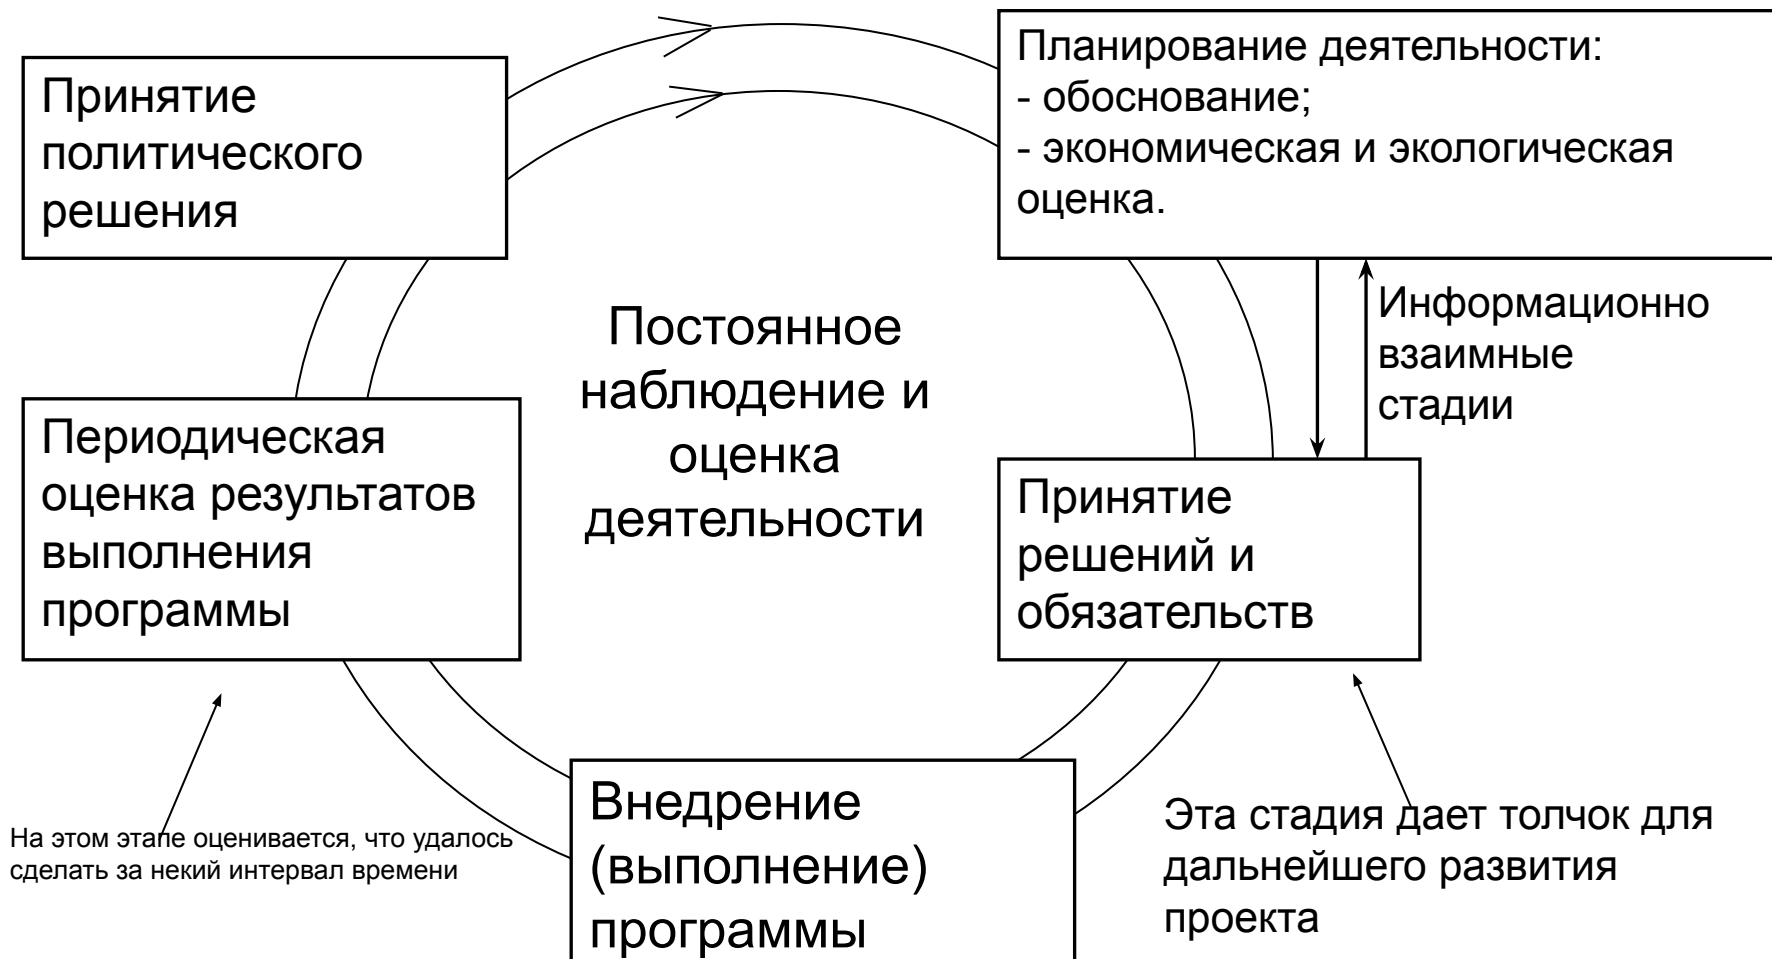 Принятие
политического
решения
Планирование деятельности:
- обоснование;
- экономическая и экологическая
оценка.
Информационно
взаимные
стадии
Постоянное
наблюдение и
оценка
деятельности
Периодическая
оценка результатов
выполнения
программы
Принятие
решений и
обязательств
На этом этапе оценивается, что удалось
сделать за некий интервал времени
Внедрение
(выполнение)
программы
Эта стадия дает толчок для
дальнейшего развития
проекта